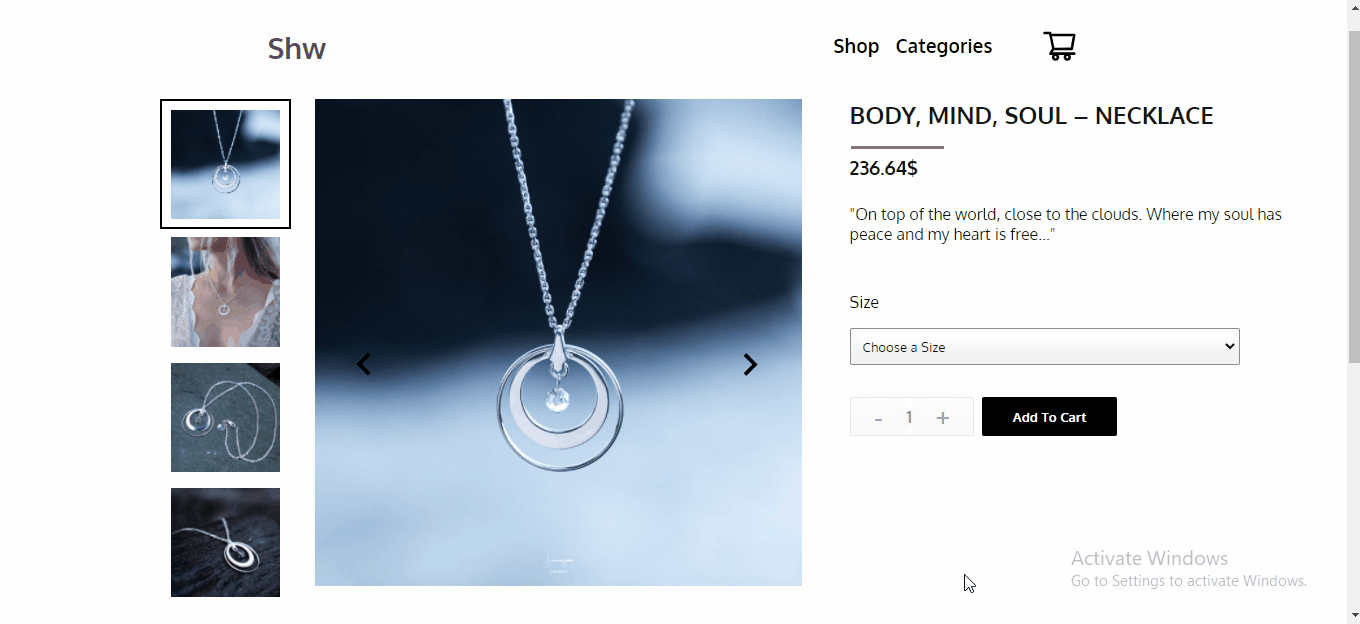 Shw
Shop Categories
BODY, MIND, SOUL – NECKLACE
236.64$
"On top of the world, close to the clouds. Where my soul has
peace and my heart is free..."
Size
Choose a Size
- 1 + Add To Cart
Activate Windows
Go to Settings to activate Windows.